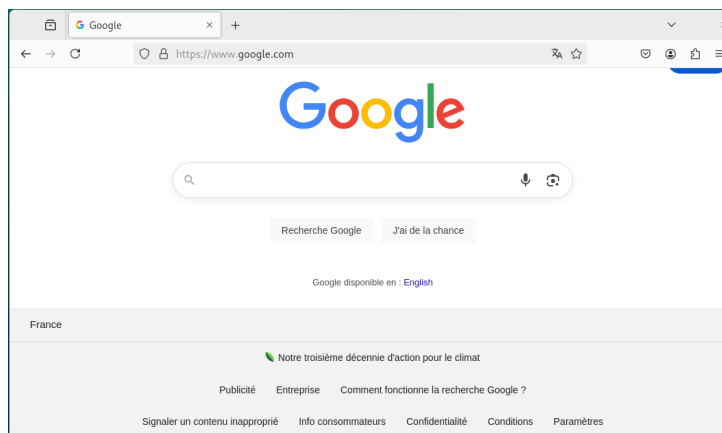 Google
https://www.google.com
Google
Recherche Google J'ai de la chance
Google disponible en : English
France
Notre troisième décennie d'action pour le climat
Publicité Entreprise Comment fonctionne la recherche Google ?
Signaler un contenu inapproprié Info consommateurs Confidentialité Conditions Paramètres